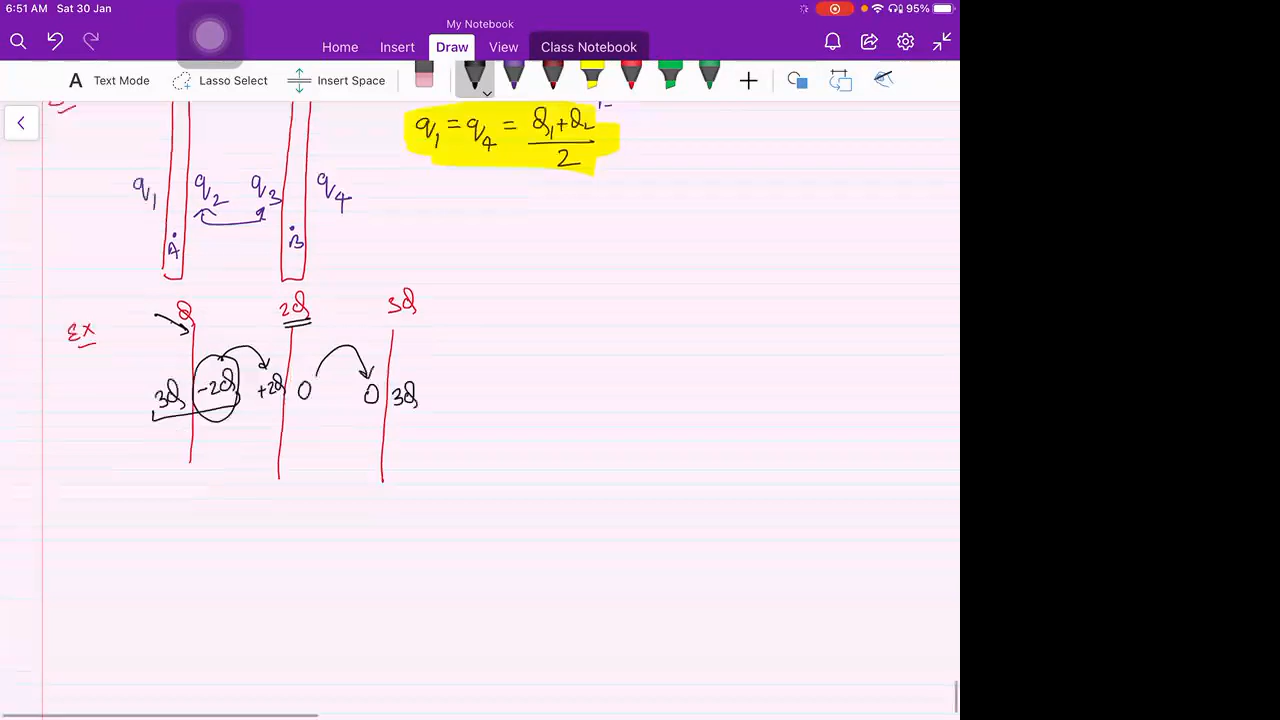 6:51 AM Sat 30 Jan
95%
My Notebook
Home Insert Draw View Class Notebook
Text Mode Lasso Select Insert Space
q1 = q4 = Q1+Q2
2
q1 q2 q3 q4
A B
Q 2Q 3Q
Ex
3Q -2Q +2Q 0 0 3Q